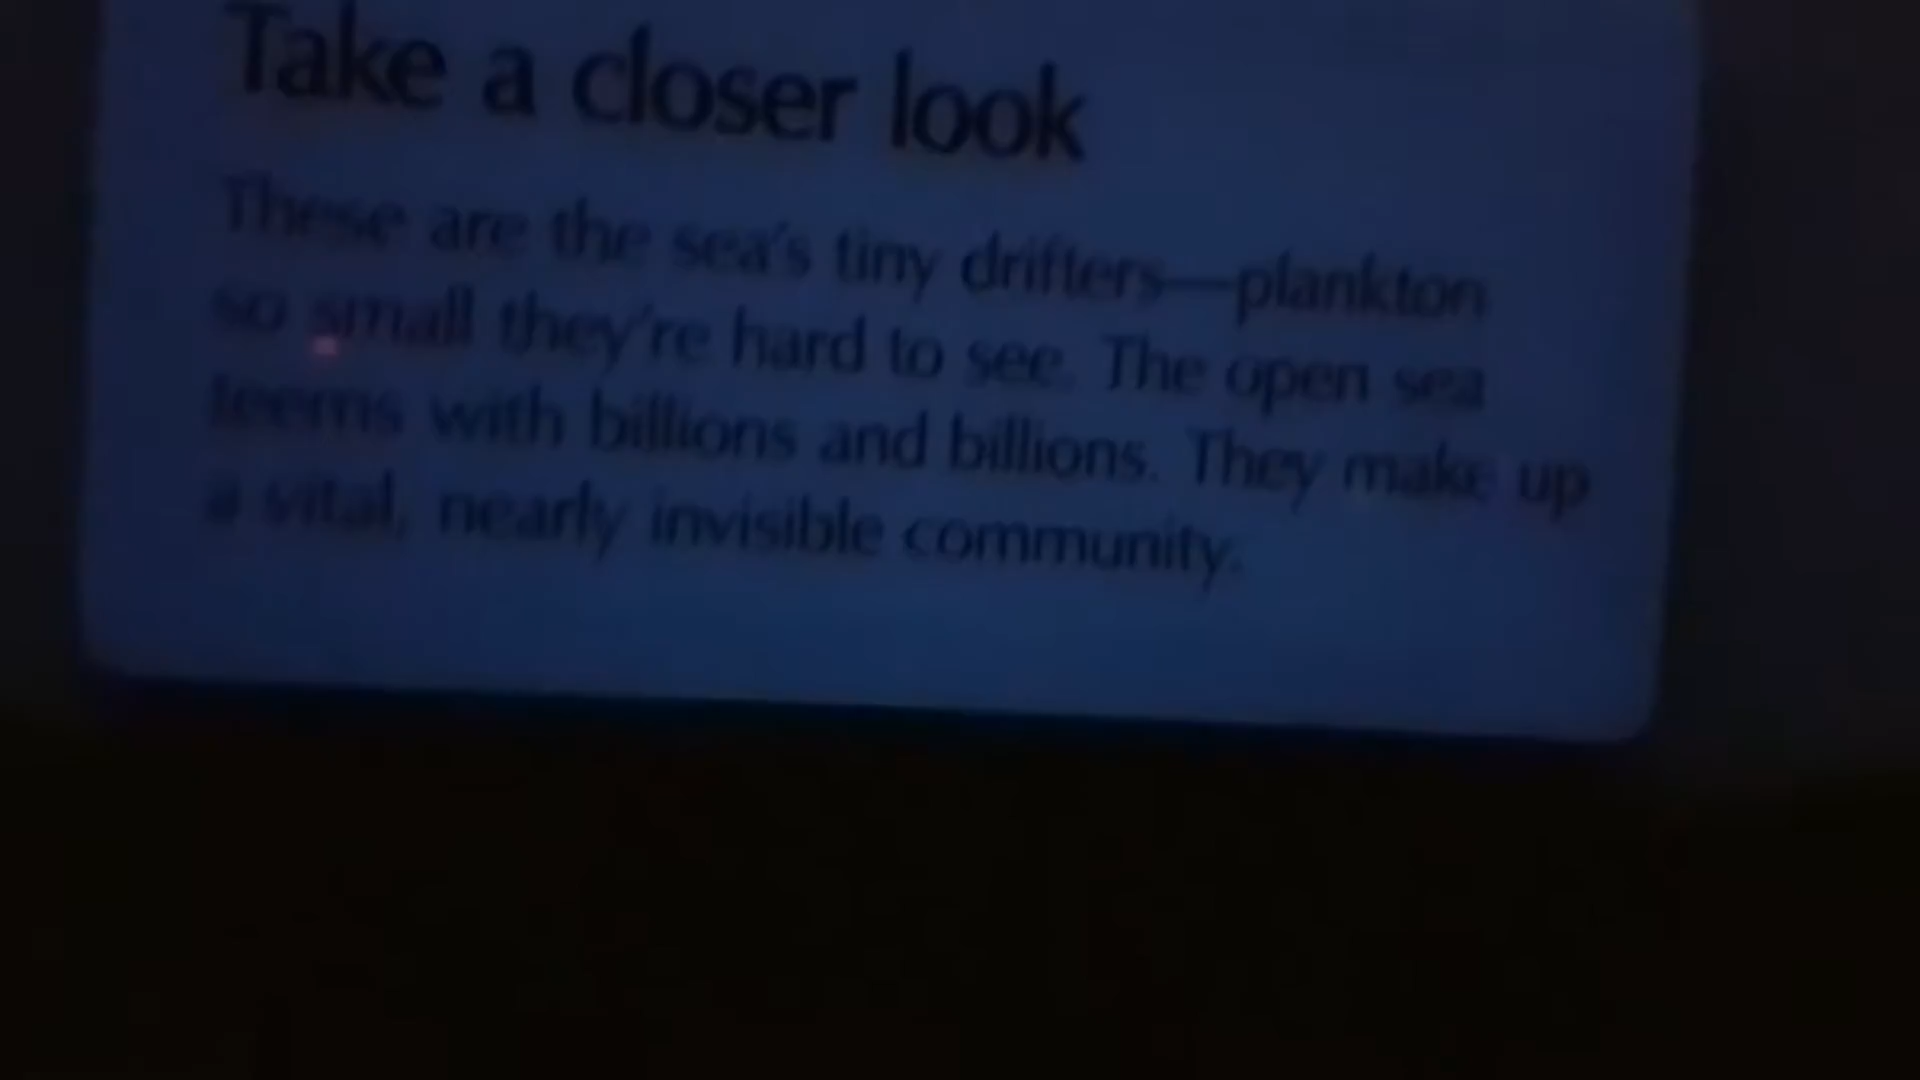 Take a closer look
These are the sea's tiny drifters—plankton
so small they're hard to see. The open sea
teems with billions and billions. They make up
a vital, nearly invisible community.